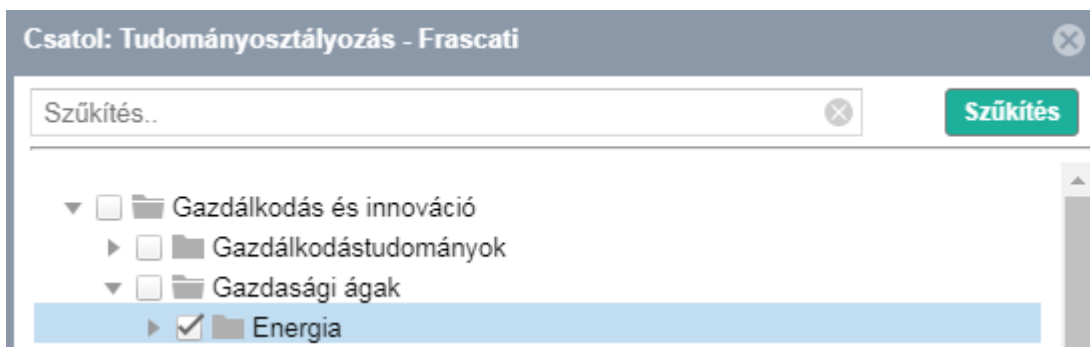 Csatol: Tudományosztályozás - Frascati
Szűkítés..
Szűkítés
Gazdálkodás és innováció
Gazdálkodástudományok
Gazdasági ágak
Energia